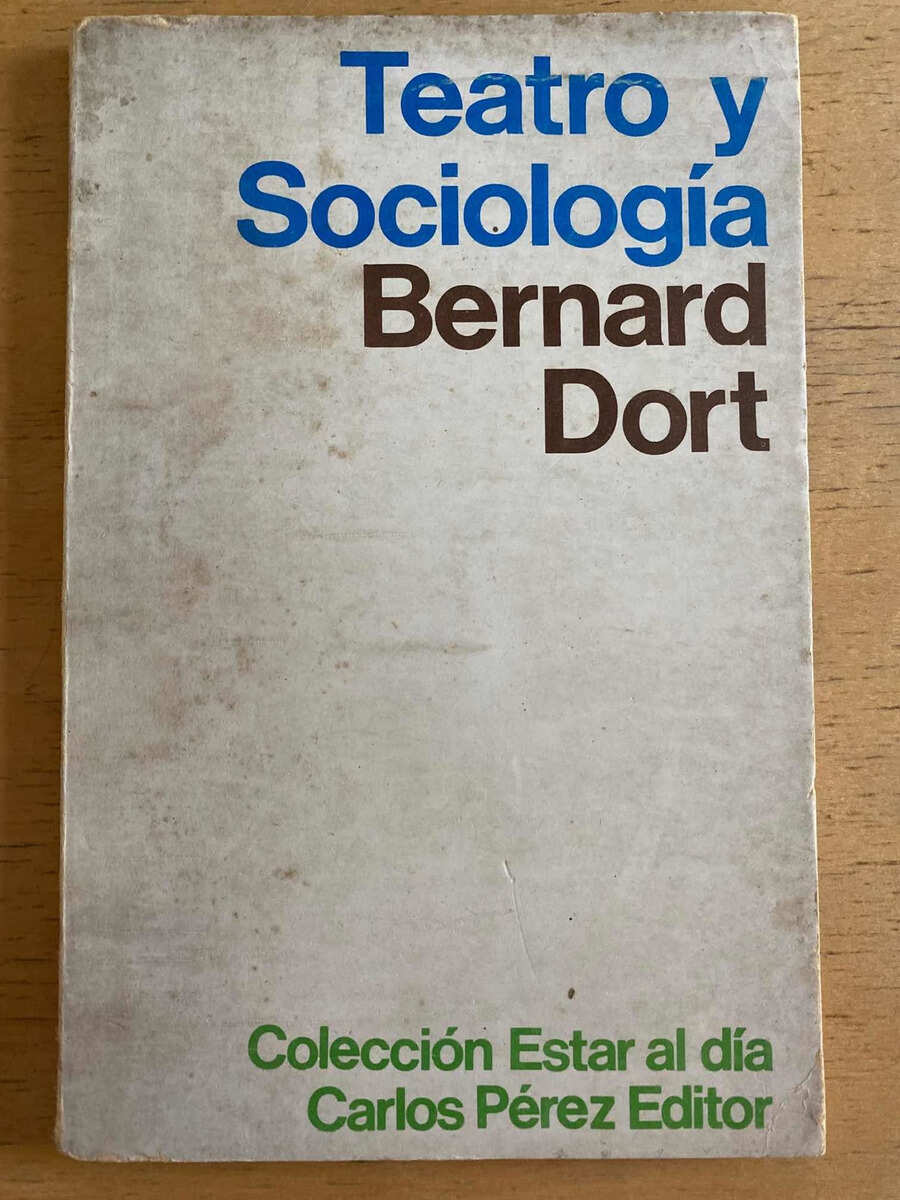 Teatro y
Sociología
Bernard
Dort
Colección Estar al día
Carlos Pérez Editor